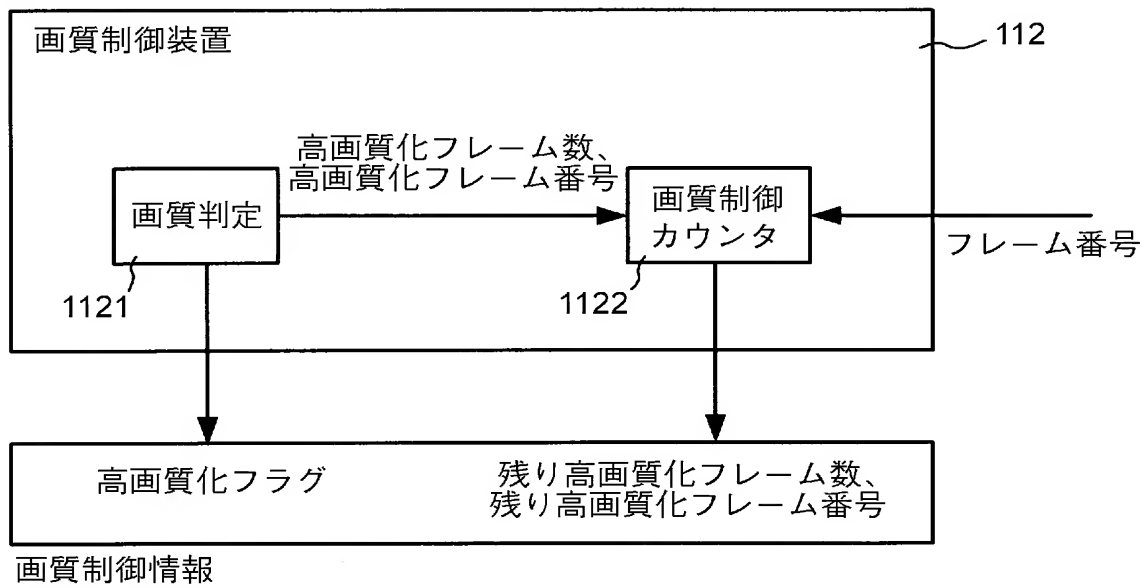 画質制御装置
112
高画質化フレーム数、
高画質化フレーム番号
画質判定
画質制御
カウンタ
フレーム番号
1121
1122
高画質化フラグ
残り高画質化フレーム数、
残り高画質化フレーム番号
画質制御情報